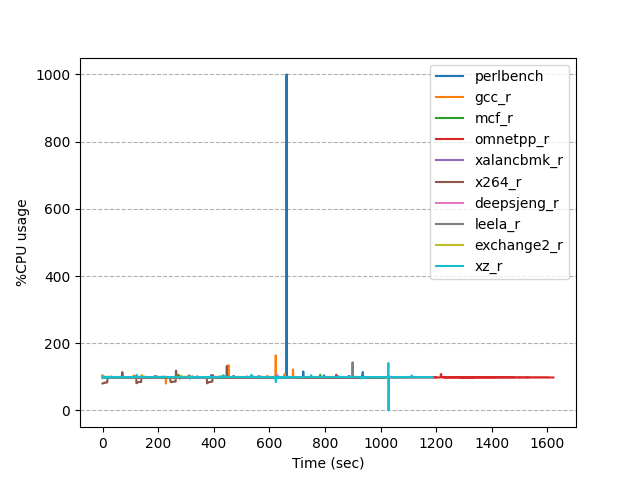 1000
800
600
400
200
0
%CPU usage
perlbench
gcc_r
mcf_r
omnetpp_r
xalancbmk_r
x264_r
deepsjeng_r
leela_r
exchange2_r
xz_r
0 200 400 600 800 1000 1200 1400 1600
Time (sec)